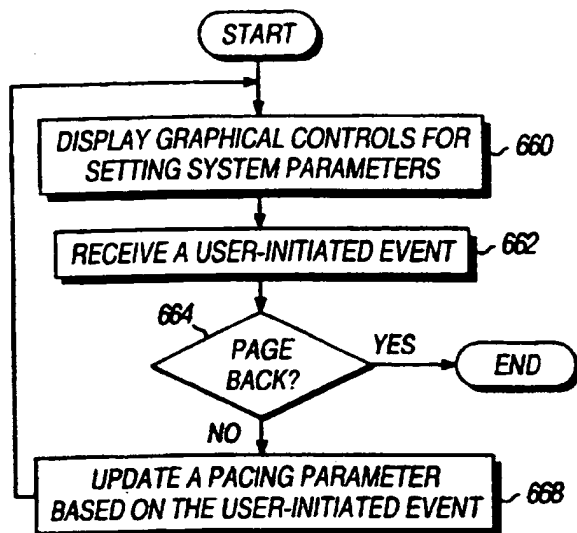 START
DISPLAY GRAPHICAL CONTROLS FOR
SETTING SYSTEM PARAMETERS
660
RECEIVE A USER-INITIATED EVENT
662
664
PAGE
BACK?
YES
END
NO
UPDATE A PACING PARAMETER
BASED ON THE USER-INITIATED EVENT
668